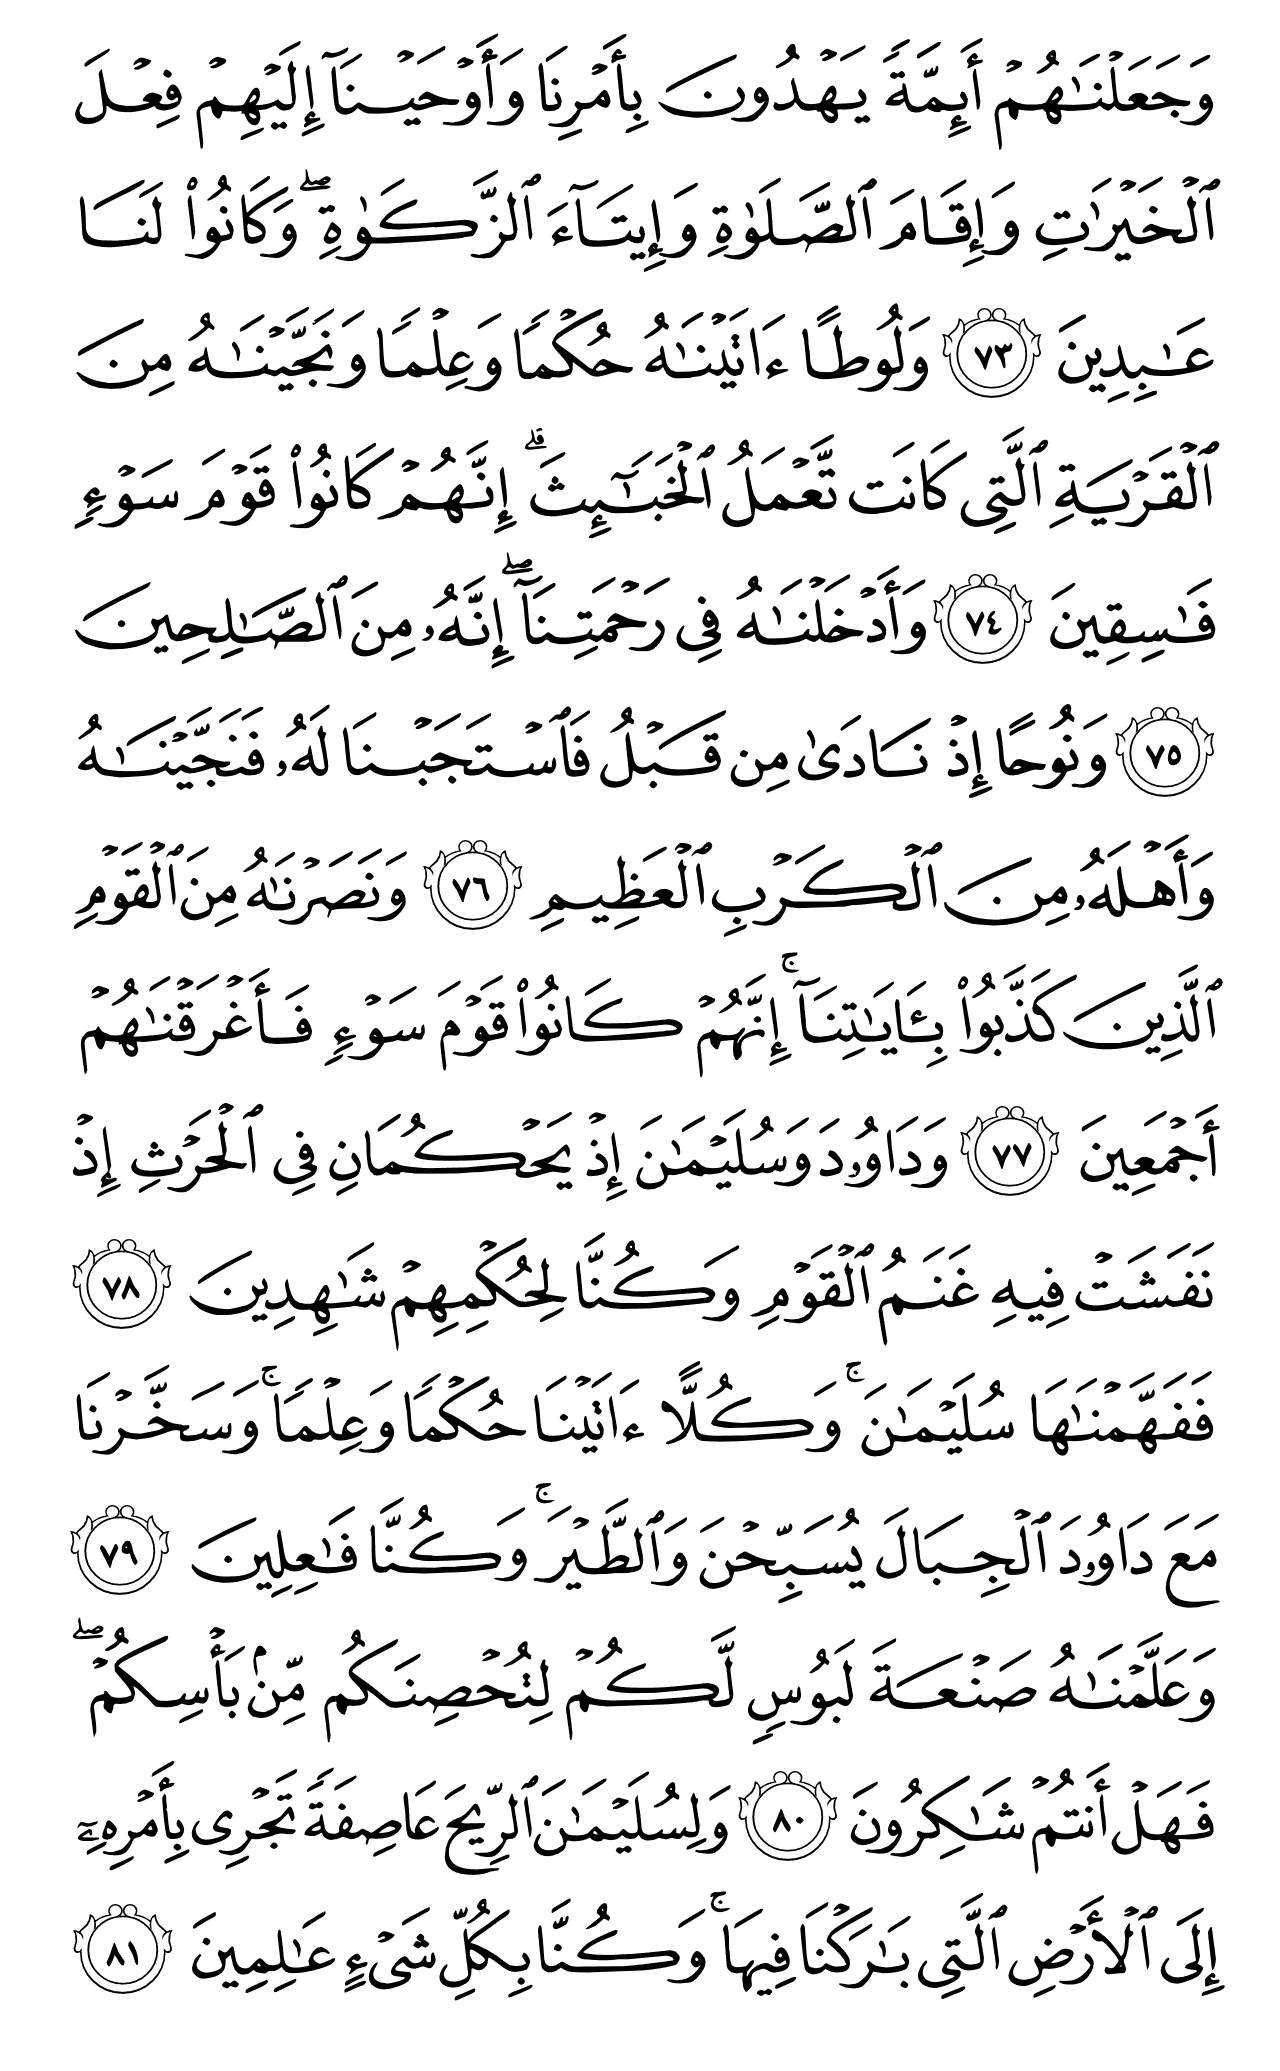 وَجَعَلْنَٰهُمْ أَئِمَّةً يَهْدُونَ بِأَمْرِنَا وَأَوْحَيْنَآ إِلَيْهِمْ فِعْلَ
ٱلْخَيْرَٰتِ وَإِقَامَ ٱلصَّلَوٰةِ وَإِيتَآءَ ٱلزَّكَوٰةِ ۖ وَكَانُوا۟ لَنَا
عَٰبِدِينَ ٧٣ وَلُوطًا ءَاتَيْنَٰهُ حُكْمًا وَعِلْمًا وَنَجَّيْنَٰهُ مِنَ
ٱلْقَرْيَةِ ٱلَّتِى كَانَت تَّعْمَلُ ٱلْخَبَٰٓئِثَ ۗ إِنَّهُمْ كَانُوا۟ قَوْمَ سَوْءٍ
فَٰسِقِينَ ٧٤ وَأَدْخَلْنَٰهُ فِى رَحْمَتِنَآ ۖ إِنَّهُۥ مِنَ ٱلصَّٰلِحِينَ
٧٥ وَنُوحًا إِذْ نَادَىٰ مِن قَبْلُ فَٱسْتَجَبْنَا لَهُۥ فَنَجَّيْنَٰهُ
وَأَهْلَهُۥ مِنَ ٱلْكَرْبِ ٱلْعَظِيمِ ٧٦ وَنَصَرْنَٰهُ مِنَ ٱلْقَوْمِ
ٱلَّذِينَ كَذَّبُوا۟ بِـَٔايَٰتِنَآ ۚ إِنَّهُمْ كَانُوا۟ قَوْمَ سَوْءٍ فَأَغْرَقْنَٰهُمْ
أَجْمَعِينَ ٧٧ وَدَاوُۥدَ وَسُلَيْمَٰنَ إِذْ يَحْكُمَانِ فِى ٱلْحَرْثِ إِذْ
نَفَشَتْ فِيهِ غَنَمُ ٱلْقَوْمِ وَكُنَّا لِحُكْمِهِمْ شَٰهِدِينَ ٧٨
فَفَهَّمْنَٰهَا سُلَيْمَٰنَ ۚ وَكُلًّا ءَاتَيْنَا حُكْمًا وَعِلْمًا ۚ وَسَخَّرْنَا
مَعَ دَاوُۥدَ ٱلْجِبَالَ يُسَبِّحْنَ وَٱلطَّيْرَ ۚ وَكُنَّا فَٰعِلِينَ ٧٩
وَعَلَّمْنَٰهُ صَنْعَةَ لَبُوسٍ لَّكُمْ لِتُحْصِنَكُم مِّنۢ بَأْسِكُمْ ۖ
فَهَلْ أَنتُمْ شَٰكِرُونَ ٨٠ وَلِسُلَيْمَٰنَ ٱلرِّيحَ عَاصِفَةً تَجْرِى بِأَمْرِهِۦٓ
إِلَى ٱلْأَرْضِ ٱلَّتِى بَٰرَكْنَا فِيهَا ۚ وَكُنَّا بِكُلِّ شَىْءٍ عَٰلِمِينَ ٨١